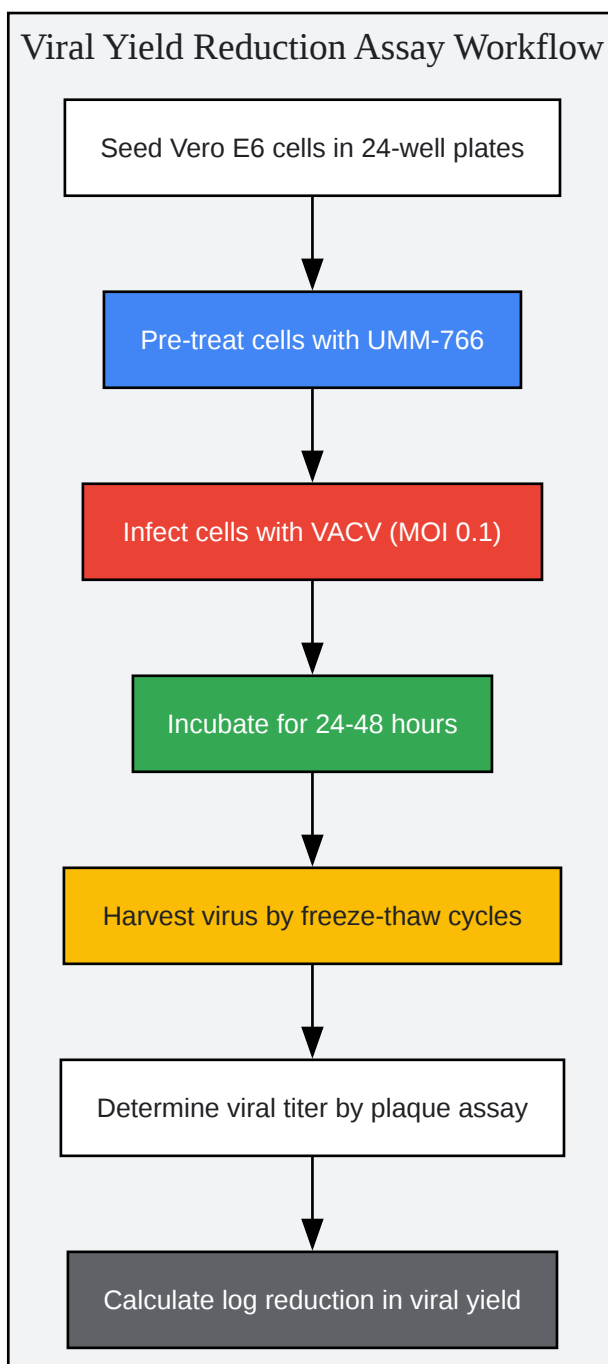 Viral Yield Reduction Assay Workflow
Seed Vero E6 cells in 24-well plates
Pre-treat cells with UMM-766
Infect cells with VACV (MOI 0.1)
Incubate for 24-48 hours
Harvest virus by freeze-thaw cycles
Determine viral titer by plaque assay
Calculate log reduction in viral yield